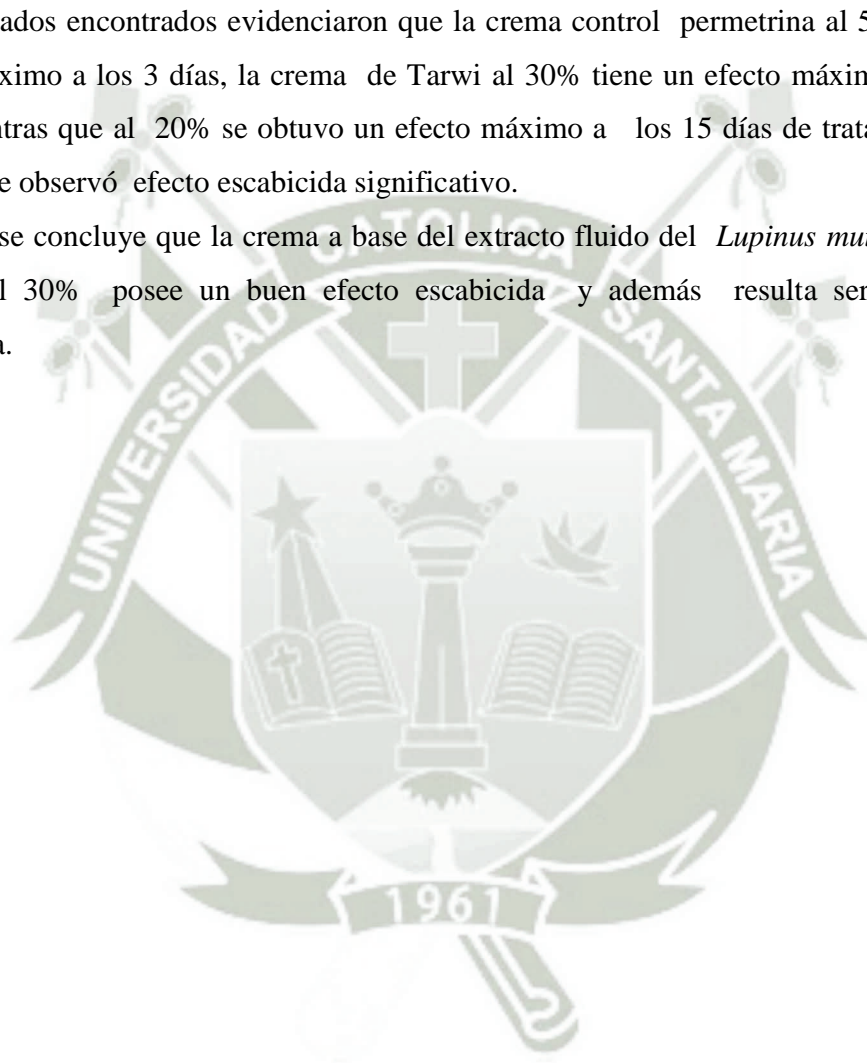 ados encontrados evidenciaron que la crema control permetrina al 5
ximo a los 3 días, la crema de Tarwi al 30% tiene un efecto máxim
ntras que al 20% se obtuvo un efecto máximo a los 15 días de trata
e observó efecto escabicida significativo.
se concluye que la crema a base del extracto fluido del Lupinus mu
l 30% posee un buen efecto escabicida y además resulta ser
a.
UNIVERSIDAD CATOLICA SANTA MARIA
1961